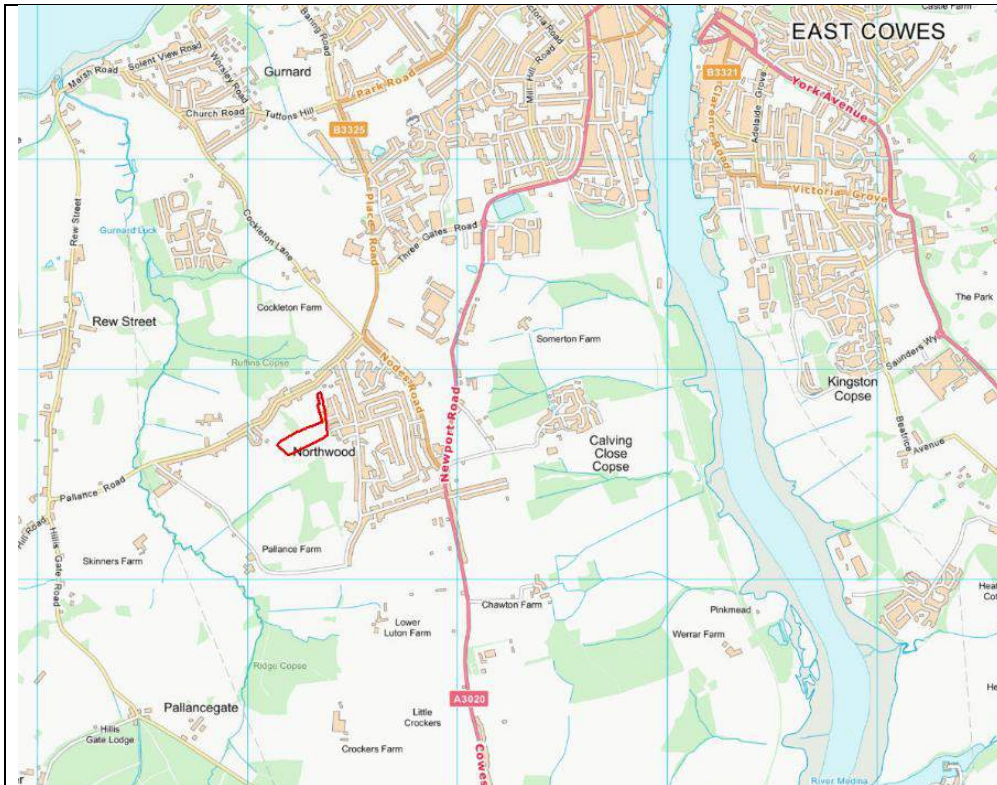 Castle Farm
EAST COWES
Baring Road
Victoria Road
Solent View Road
Marsh Road
Worsley Road
Gurnard
Park Road
Mill Hill Road
B3321
York Avenue
Church Road
Tuttons Hill
B3325
Clarence Road
Adelaide Grove
Victoria Grove
Rew Street
Gurnard Luck
Place Road
Three Gates Road
Cockleton Lane
Cockleton Farm
The Park
Rew Street
Somerton Farm
Ruffins Copse
Nodes Road
Saunders Wy
Kingston
Copse
Newport Road
Calving
Close
Copse
Beatrice
Avenue
Northwood
Pallance Road
Hill Road
Hillis Gate Road
Skinners Farm
Pallance Farm
Chawton Farm
Pinkmead
Lower
Luton Farm
Werrar Farm
Ridge Copse
A3020
Pallancegate
Little
Crockers
Hillis
Gate Lodge
Crockers Farm
Cowes
River Medina